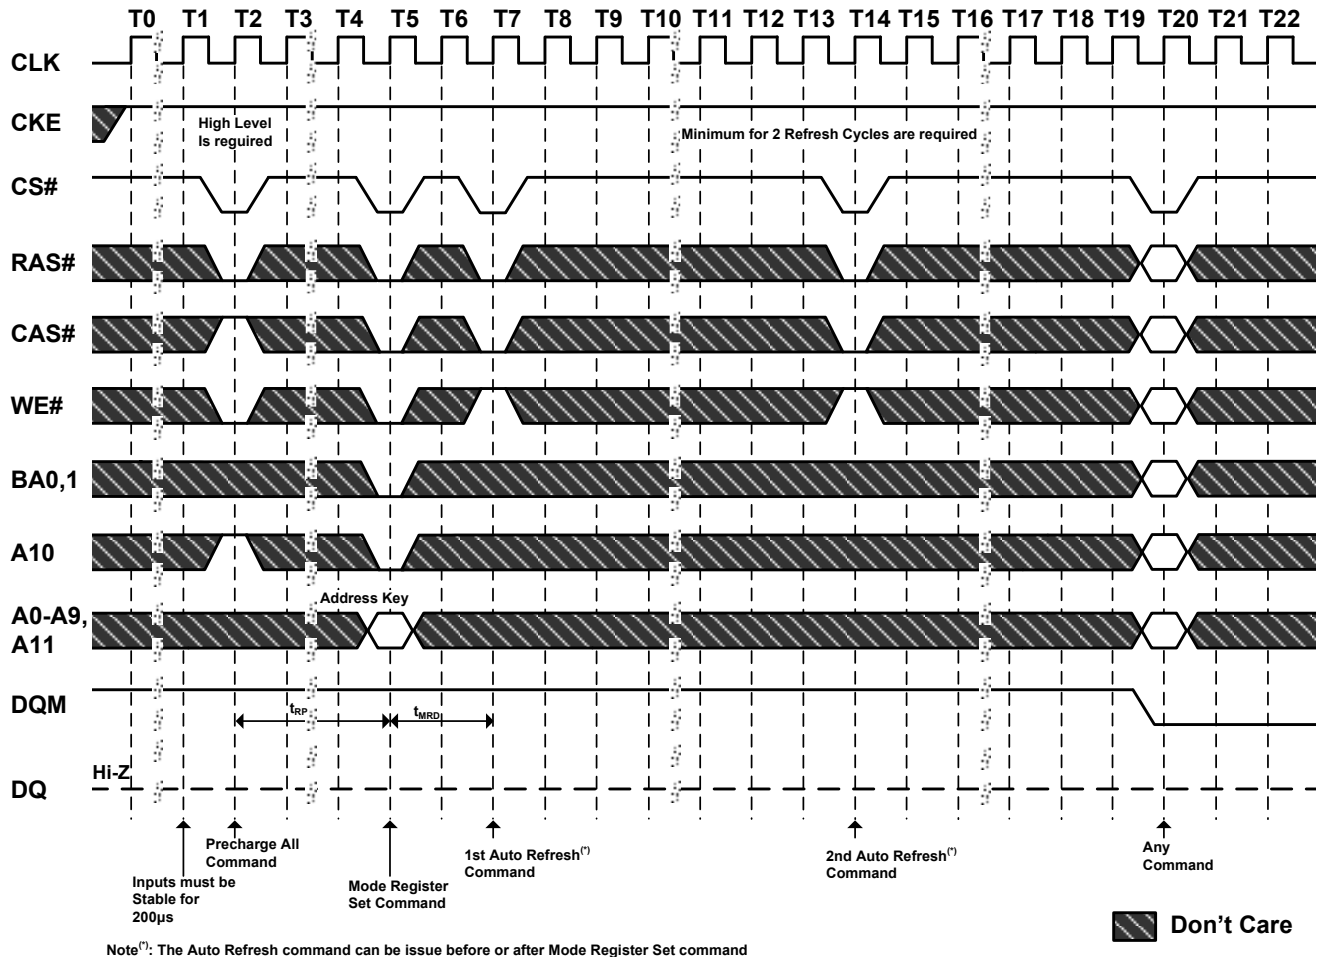 T0 T1 T2 T3 T4 T5 T6 T7 T8 T9 T10 T11 T12 T13 T14 T15 T16 T17 T18 T19 T20 T21 T22
CLK
CKE
High Level
Is reguired
Minimum for 2 Refresh Cycles are required
CS#
RAS#
CAS#
WE#
BA0,1
A10
Address Key
A0-A9,
A11
DQM
tRP
tMRD
Hi-Z
DQ
Inputs must be
Stable for
200µs
Precharge All
Command
Mode Register
Set Command
1st Auto Refresh(*)
Command
2nd Auto Refresh(*)
Command
Any
Command
Don't Care
Note(*): The Auto Refresh command can be issue before or after Mode Register Set command